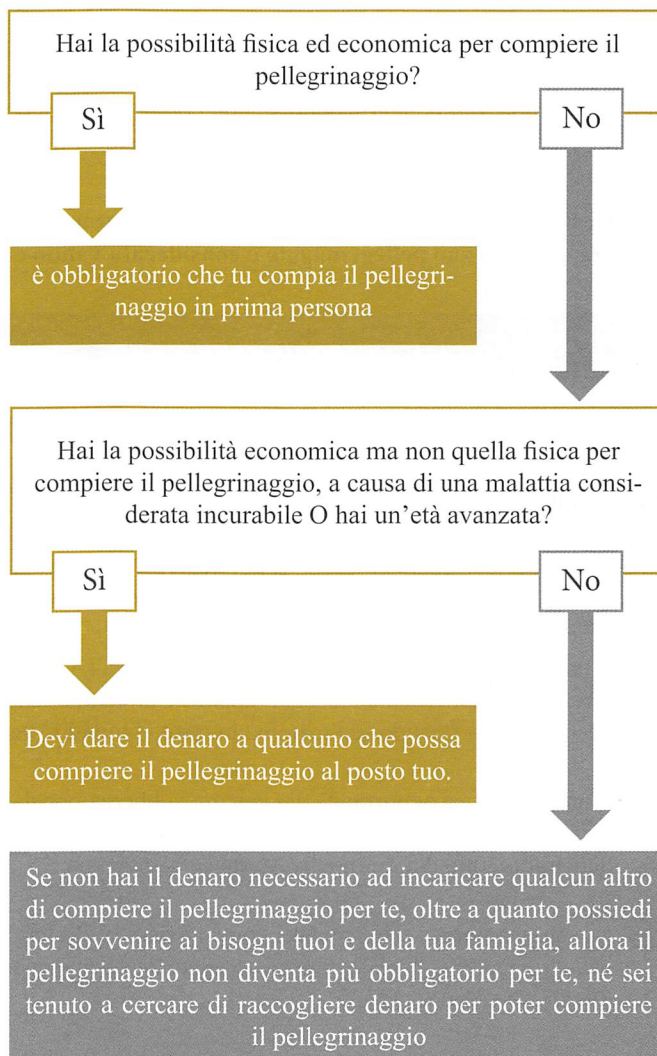 Hai la possibilità fisica ed economica per compiere il
pellegrinaggio?
Sì
No
è obbligatorio che tu compia il pellegri-
naggio in prima persona
Hai la possibilità economica ma non quella fisica per
compiere il pellegrinaggio, a causa di una malattia consi-
derata incurabile O hai un'età avanzata?
Sì
No
Devi dare il denaro a qualcuno che possa
compiere il pellegrinaggio al posto tuo.
Se non hai il denaro necessario ad incaricare qualcun altro
di compiere il pellegrinaggio per te, oltre a quanto possiedi
per sovvenire ai bisogni tuoi e della tua famiglia, allora il
pellegrinaggio non diventa più obbligatorio per te, né sei
tenuto a cercare di raccogliere denaro per poter compiere
il pellegrinaggio